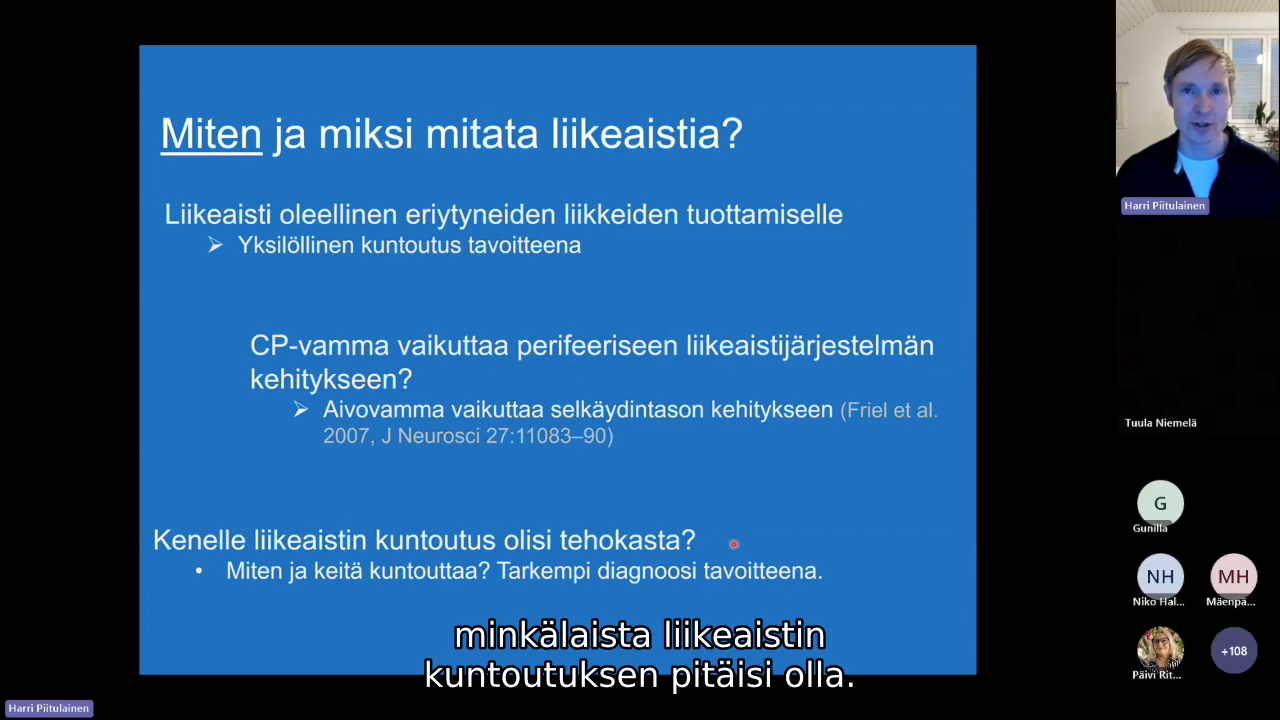 Miten ja miksi mitata liikeaistia?
Liikeaisti oleellinen eriytyneiden liikkeiden tuottamiselle
➢ Yksilöllinen kuntoutus tavoitteena
CP-vamma vaikuttaa perifeeriseen liikeaistijärjestelmän
kehitykseen?
➢ Aivovamma vaikuttaa selkäydintason kehitykseen (Friel et al.
2007, J Neurosci 27:11083–90)
Kenelle liikeaistin kuntoutus olisi tehokasta?
• Miten ja keitä kuntouttaa? Tarkempi diagnoosi tavoitteena.
minkälaista liikeaistin
kuntoutuksen pitäisi olla.
Harri Piitulainen
Tuula Niemelä
G
Gunilla
NH
Niko Hal...
MH
Mäenpä...
Päivi Rit...
+108
Harri Piitulainen